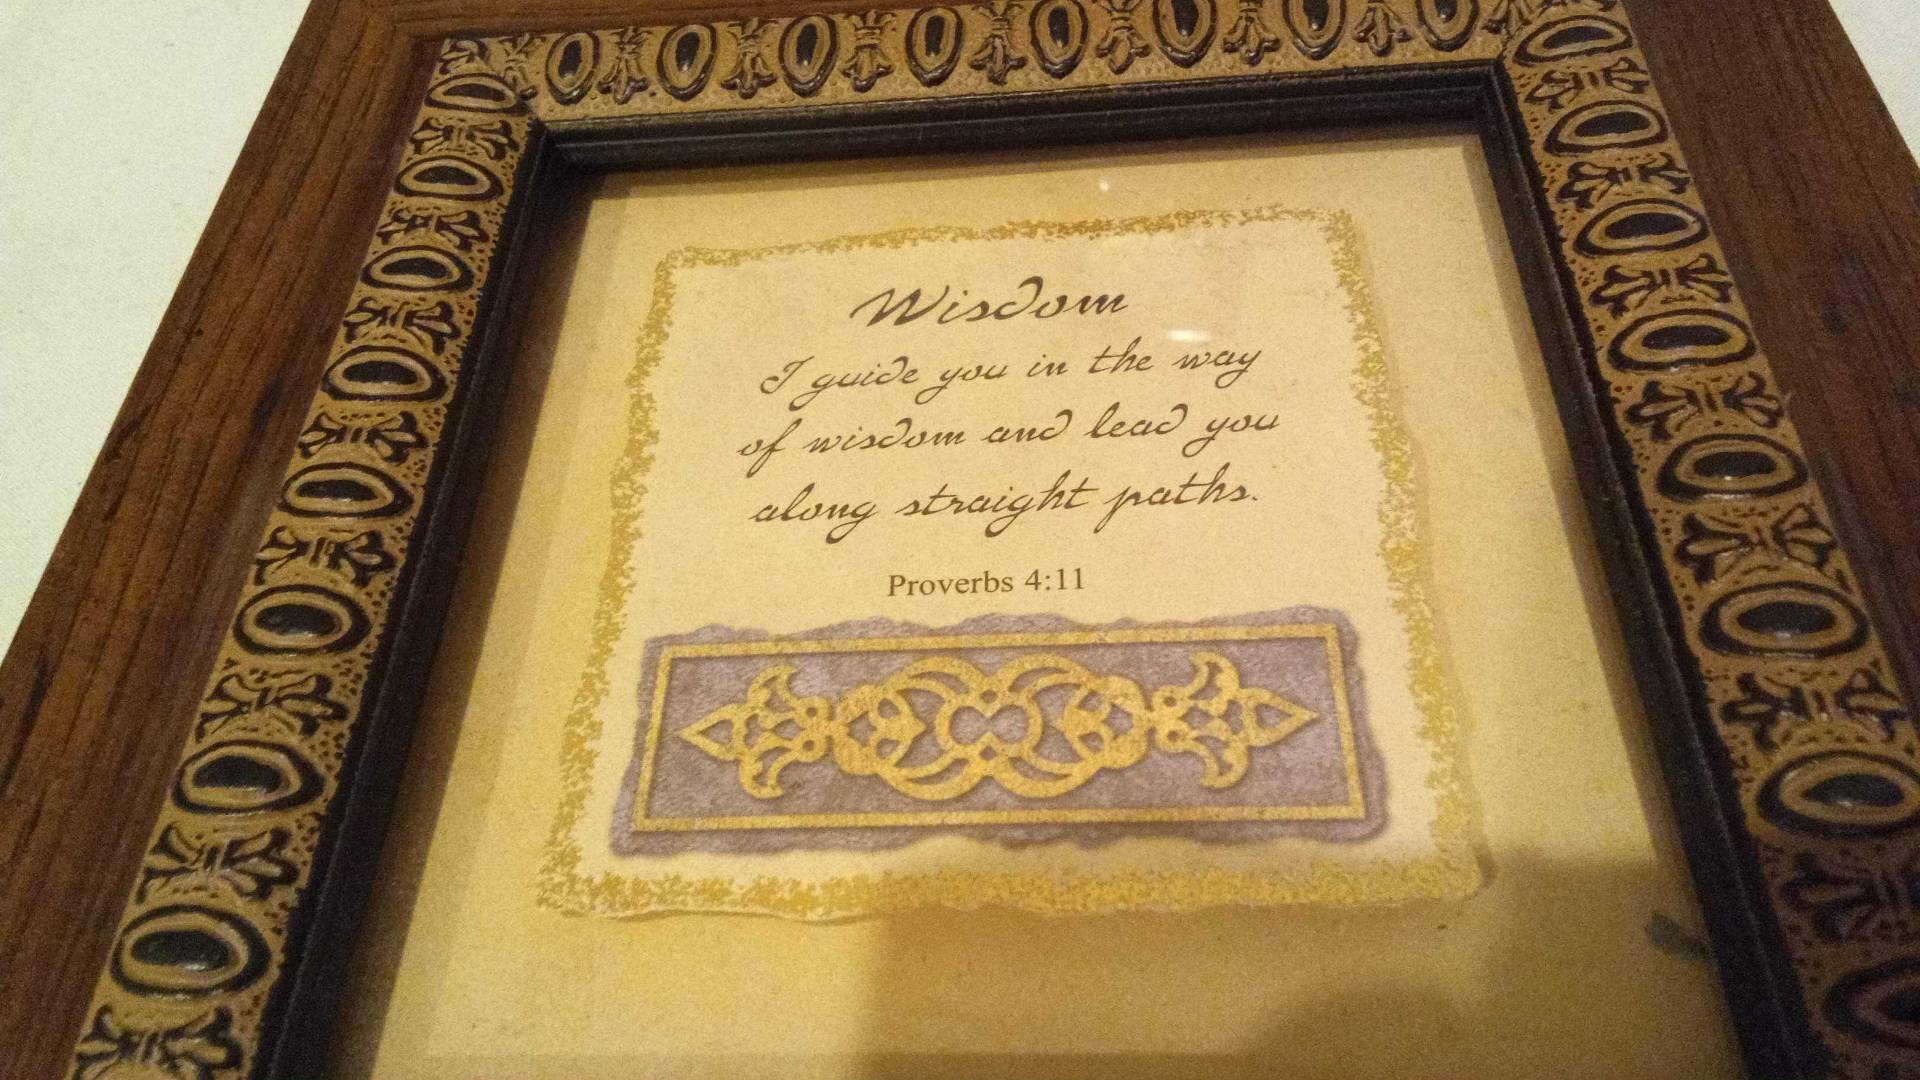 Wisdom
I guide you in the way
of wisdom and lead you
along straight paths.
Proverbs 4:11